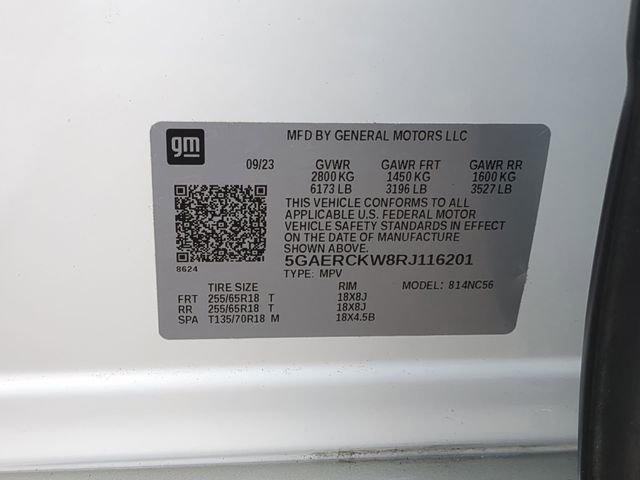 gm
MFD BY GENERAL MOTORS LLC
09/23 GVWR GAWR FRT GAWR RR
2800 KG 1450 KG 1600 KG
6173 LB 3196 LB 3527 LB
THIS VEHICLE CONFORMS TO ALL
APPLICABLE U.S. FEDERAL MOTOR
VEHICLE SAFETY STANDARDS IN EFFECT
ON THE DATE OF MANUFACTURE
SHOWN ABOVE.
5GAERCKW8RJ116201
8624
TYPE: MPV MODEL: 814NC56
TIRE SIZE RIM
FRT 255/65R18 T 18X8J
RR 255/65R18 T 18X8J
SPA T135/70R18 M 18X4.5B